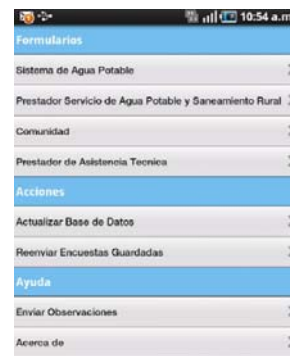 10:54 a.m
Formularios
Sistema de Agua Potable
Prestador Servicio de Agua Potable y Saneamiento Rural
Comunidad
Prestador de Asistencia Tecnica
Acciones
Actualizar Base de Datos
Reenviar Encuestas Guardadas
Ayuda
Enviar Observaciones
Acerca de